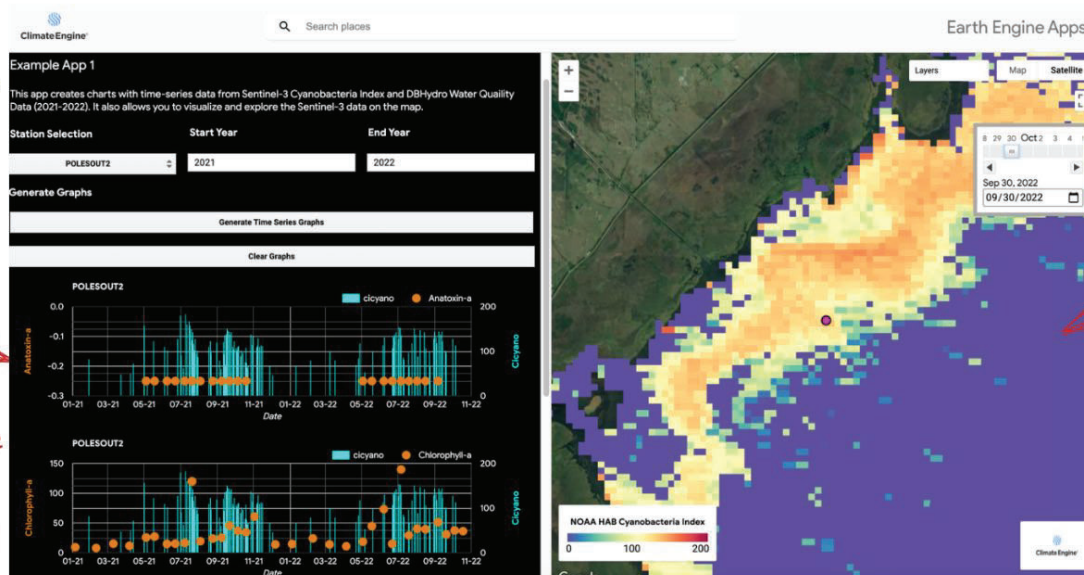 ClimateEngine
Search places
Earth Engine Apps
Example App 1
This app creates charts with time-series data from Sentinel-3 Cyanobacteria Index and DBHydro Water Quaility
Data (2021-2022). It also allows you to visualize and explore the Sentinel-3 data on the map.
Station Selection Start Year End Year
POLESOUT2 2021 2022
Generate Graphs
Generate Time Series Graphs
Clear Graphs
POLESOUT2
cicyano Anatoxin-a
0.0 200
-0.1
100
-0.2
-0.3 0
Anatoxin-a
Cicyano
01-21 03-21 05-21 07-21 09-21 11-21 01-22 03-22 05-22 07-22 09-22 11-22
Date
POLESOUT2
cicyano Chlorophyll-a
150 200
100
100
50
0 0
Chlorophyll-a
Cicyano
01-21 03-21 05-21 07-21 09-21 11-21 01-22 03-22 05-22 07-22 09-22 11-22
Date
+
−
Layers Map Satellite
8 29 30 Oct 2 3 4
Sep 30, 2022
09/30/2022
NOAA HAB Cyanobacteria Index
0 100 200
ClimateEngine